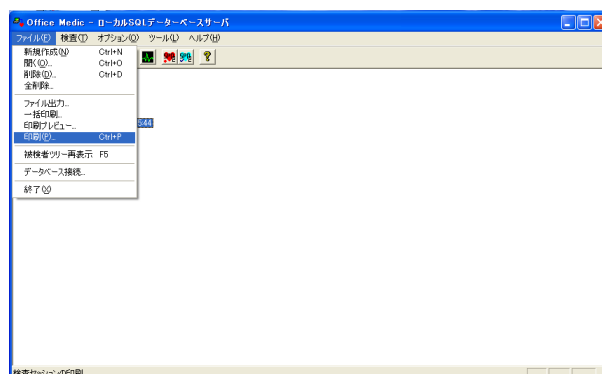 Office Medic - ローカルSQLデーターベースサーバ
ファイル(F) 検査(T) オプション(O) ツール(L) ヘルプ(H)
新規作成(N) Ctrl+N
開く(O)... Ctrl+O
削除(D)... Ctrl+D
全削除...
ファイル出力...
一括印刷...
印刷プレビュー...
544
印刷(P)... Ctrl+P
被検者ツリー再表示 F5
データベース接続...
終了(X)
検査セッションの印刷